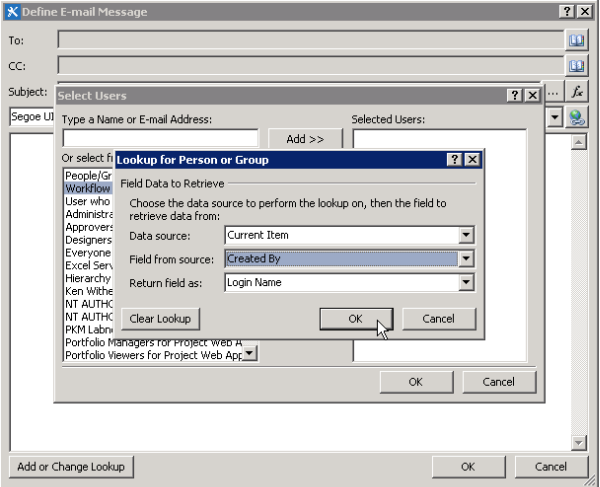 Define E-mail Message
To:
CC:
Subject:
Segoe UI
Select Users
Type a Name or E-mail Address:
Add >>
Selected Users:
Or select
People/Gr
Workflow
User who
Administra
Approvers
Designers
Everyone
Excel Serv
Hierarchy
Ken Withe
NT AUTHO
NT AUTHO
PKM Labn
Portfolio Managers for Project Web A
Portfolio Viewers for Project Web App
Lookup for Person or Group
Field Data to Retrieve
Choose the data source to perform the lookup on, then the field to
retrieve data from:
Data source:
Current Item
Field from source:
Created By
Return field as:
Login Name
Clear Lookup
OK
Cancel
OK
Cancel
Add or Change Lookup
OK
Cancel